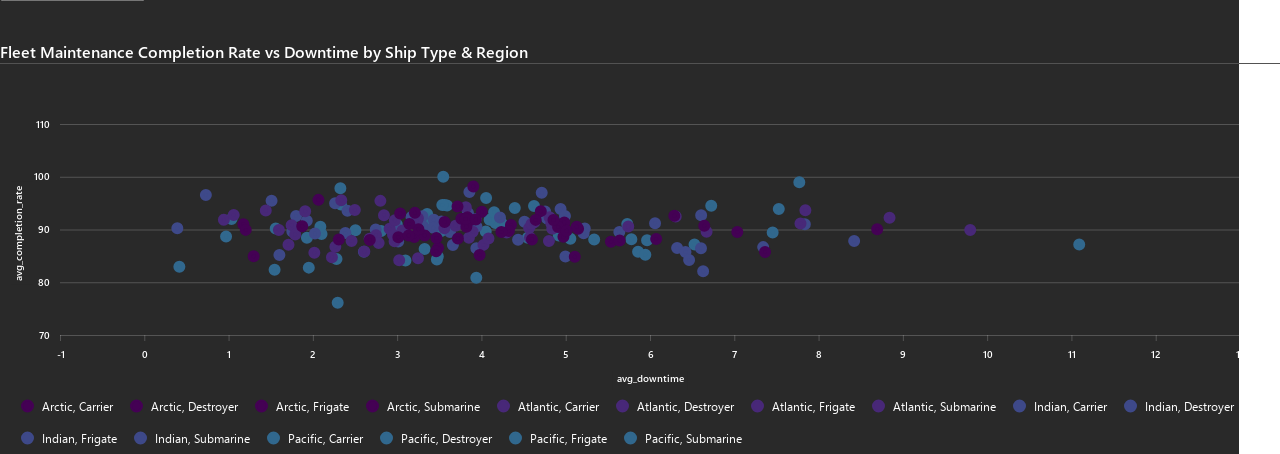 Fleet Maintenance Completion Rate vs Downtime by Ship Type & Region
110
100
90
80
70
avg_completion_rate
-1 0 1 2 3 4 5 6 7 8 9 10 11 12
avg_downtime
Arctic, Carrier Arctic, Destroyer Arctic, Frigate Arctic, Submarine Atlantic, Carrier Atlantic, Destroyer Atlantic, Frigate Atlantic, Submarine Indian, Carrier Indian, Destroyer
Indian, Frigate Indian, Submarine Pacific, Carrier Pacific, Destroyer Pacific, Frigate Pacific, Submarine